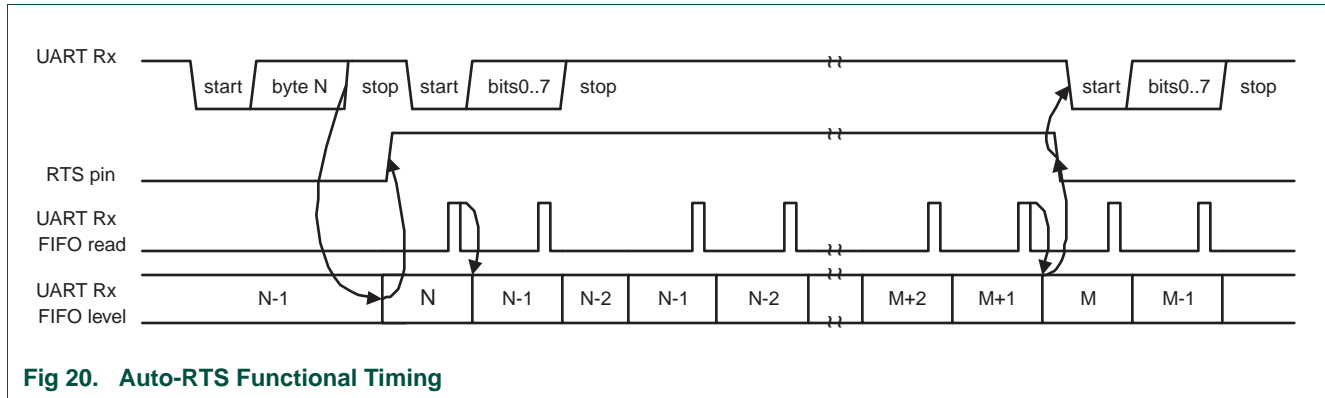 UART Rx
start byte N stop start bits0..7 stop start bits0..7 stop
RTS pin
UART Rx
FIFO read
UART Rx
FIFO level
N-1 N N-1 N-2 N-1 N-2 M+2 M+1 M M-1
Fig 20. Auto-RTS Functional Timing